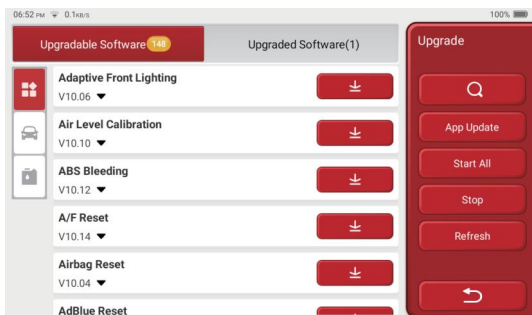 06:52 PM 0.1KB/S 100%
Upgradable Software 148
Upgraded Software(1)
Upgrade
Adaptive Front Lighting
V10.06
Air Level Calibration
V10.10
ABS Bleeding
V10.12
A/F Reset
V10.14
Airbag Reset
V10.04
AdBlue Reset
App Update
Start All
Stop
Refresh